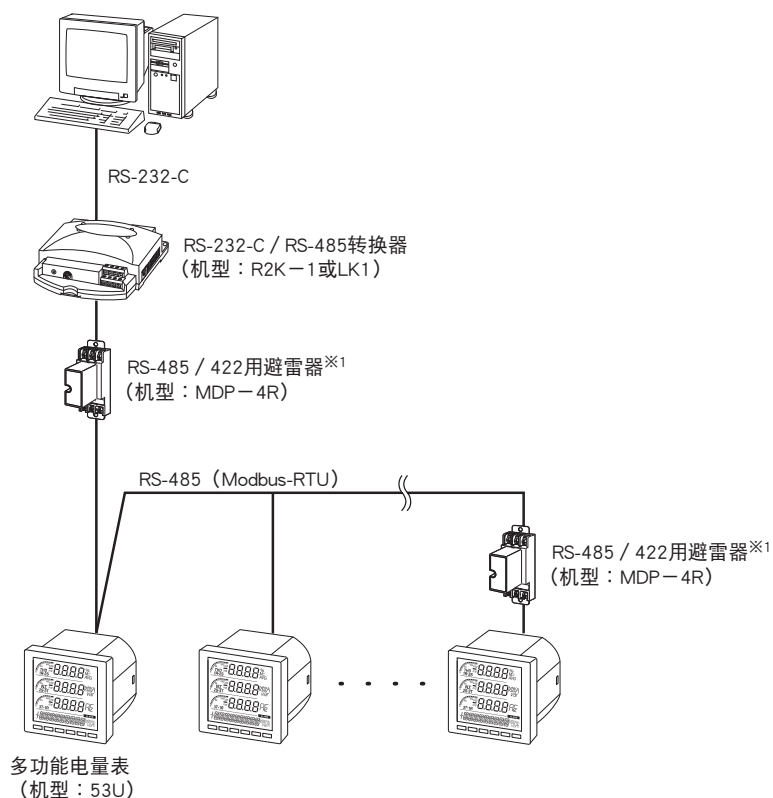 RS-232-C
RS-232-C / RS-485转换器
（机型：R2K－1或LK1）
RS-485 / 422用避雷器※1
（机型：MDP－4R）
RS-485（Modbus-RTU）
RS-485 / 422用避雷器※1
（机型：MDP－4R）
多功能电量表
（机型：53U）